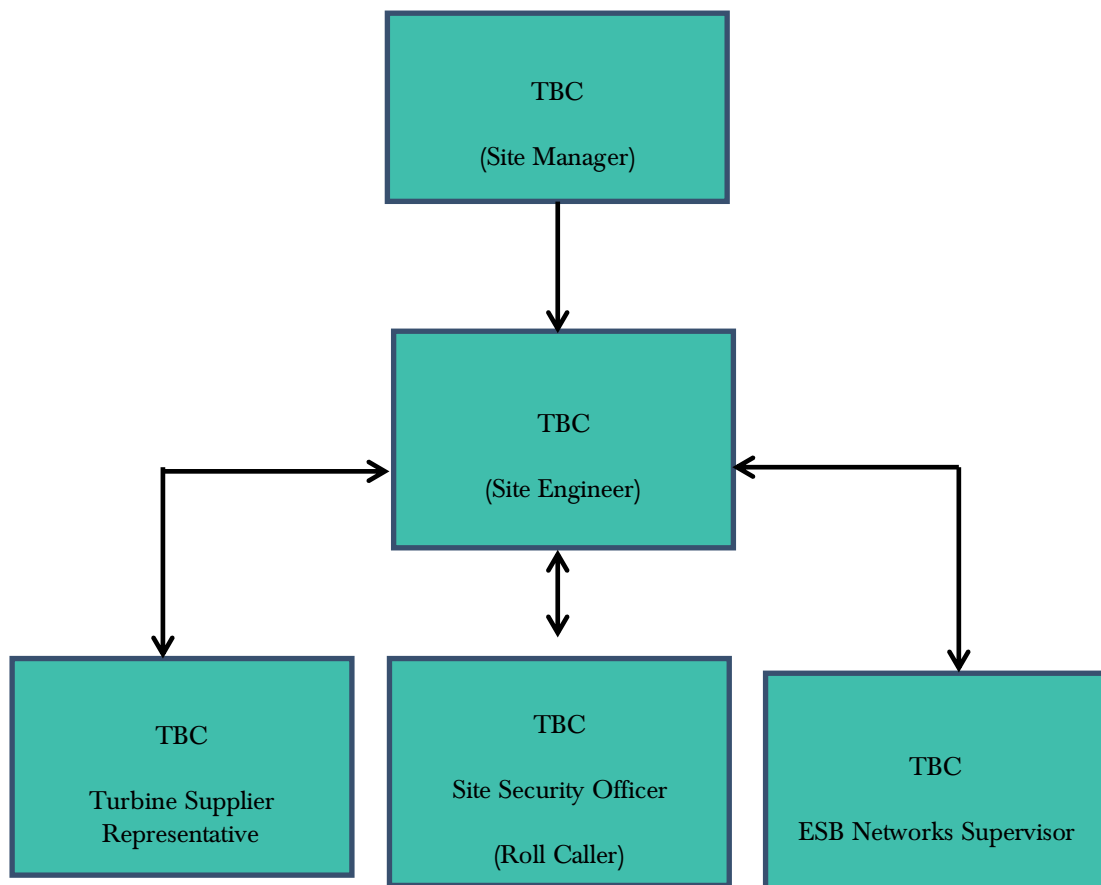 TBC
(Site Manager)
TBC
(Site Engineer)
TBC
Turbine Supplier
Representative
TBC
Site Security Officer
(Roll Caller)
TBC
ESB Networks Supervisor